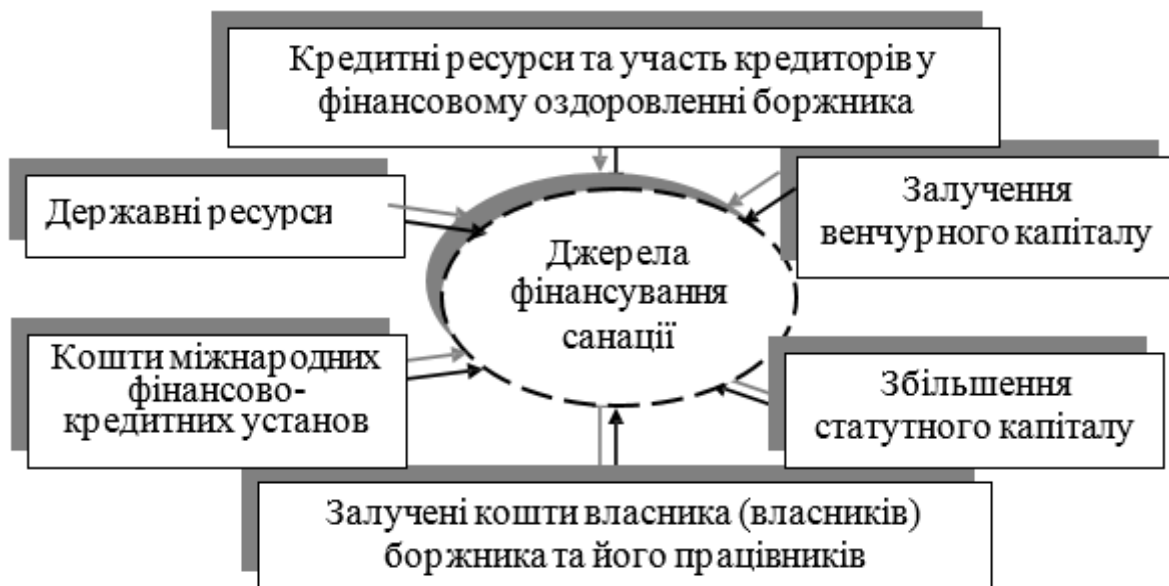 Кредитні ресурси та участь кредиторів у
фінансовому оздоровленні боржника
Державні ресурси
Залучення
венчурного капіталу
Джерела
фінансування
санації
Кошти міжнародних
фінансово-
кредитних установ
Збільшення
статутного капіталу
Залучені кошти власника (власників)
боржника та його працівників